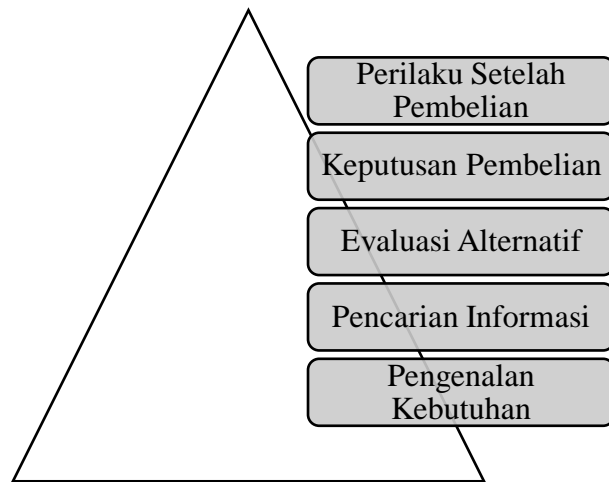 Perilaku Setelah
Pembelian
Keputusan Pembelian
Evaluasi Alternatif
Pencarian Informasi
Pengenalan
Kebutuhan